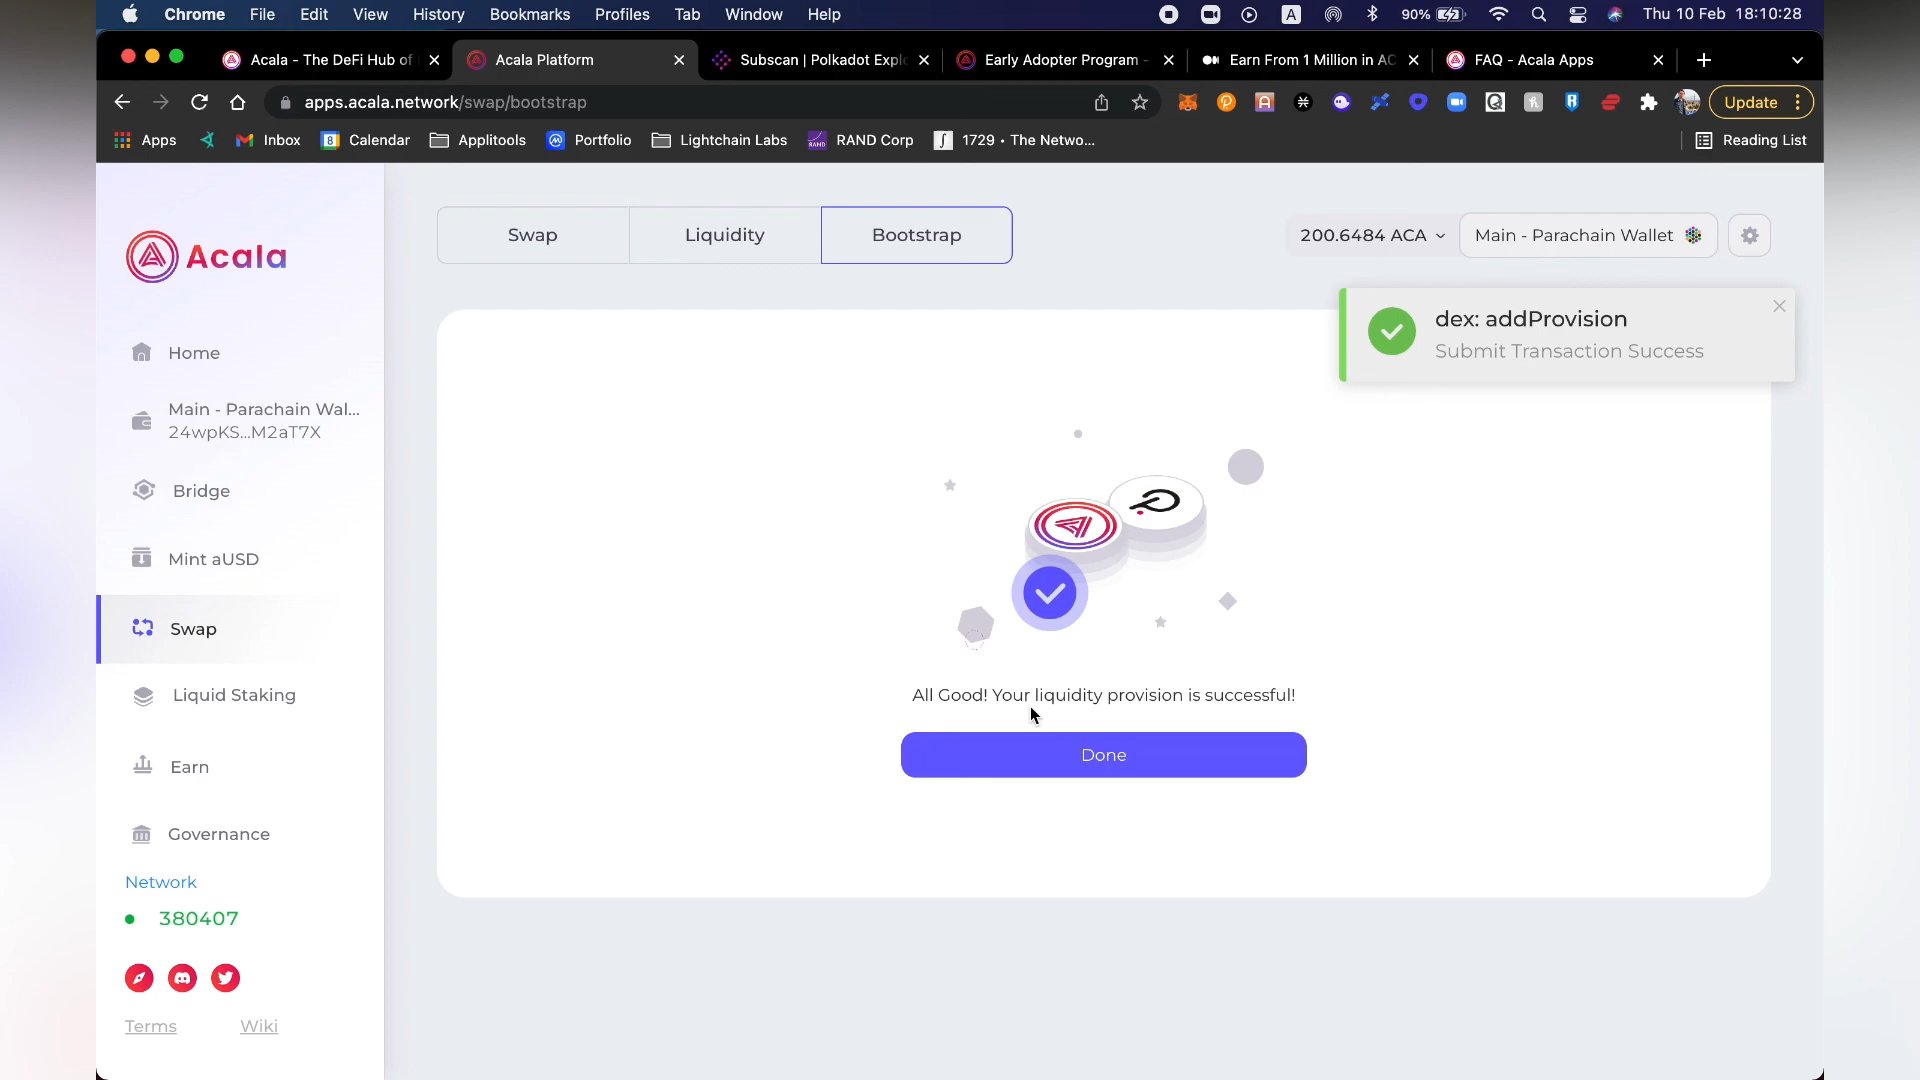 Chrome File Edit View History Bookmarks Profiles Tab Window Help
A 90% Thu 10 Feb 18:10:28
Acala - The DeFi Hub of
Acala Platform
Subscan | Polkadot Explo
Early Adopter Program -
Earn From 1 Million in AC
FAQ - Acala Apps
apps.acala.network/swap/bootstrap
Update
Apps
Inbox
8 Calendar
Applitools
Portfolio
Lightchain Labs
RAND RAND Corp
1729 • The Netwo...
Reading List
Acala
Swap
Liquidity
Bootstrap
200.6484 ACA
Main - Parachain Wallet
dex: addProvision
Submit Transaction Success
Home
Main - Parachain Wal...
24wpKS...M2aT7X
Bridge
Mint aUSD
Swap
Liquid Staking
Earn
Governance
Network
380407
Terms
Wiki
All Good! Your liquidity provision is successful!
Done